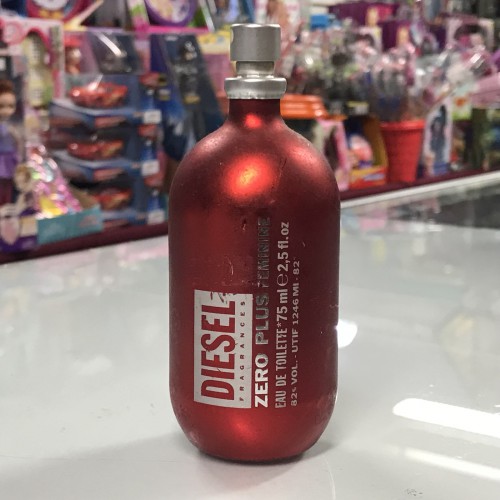 DIESEL
FRAGRANCES
ZERO PLUS FEMININE
EAU DE TOILETTE*75 ml ℮ 2,5 fl.oz
82% VOL. - UTIF 1246 MI - 82